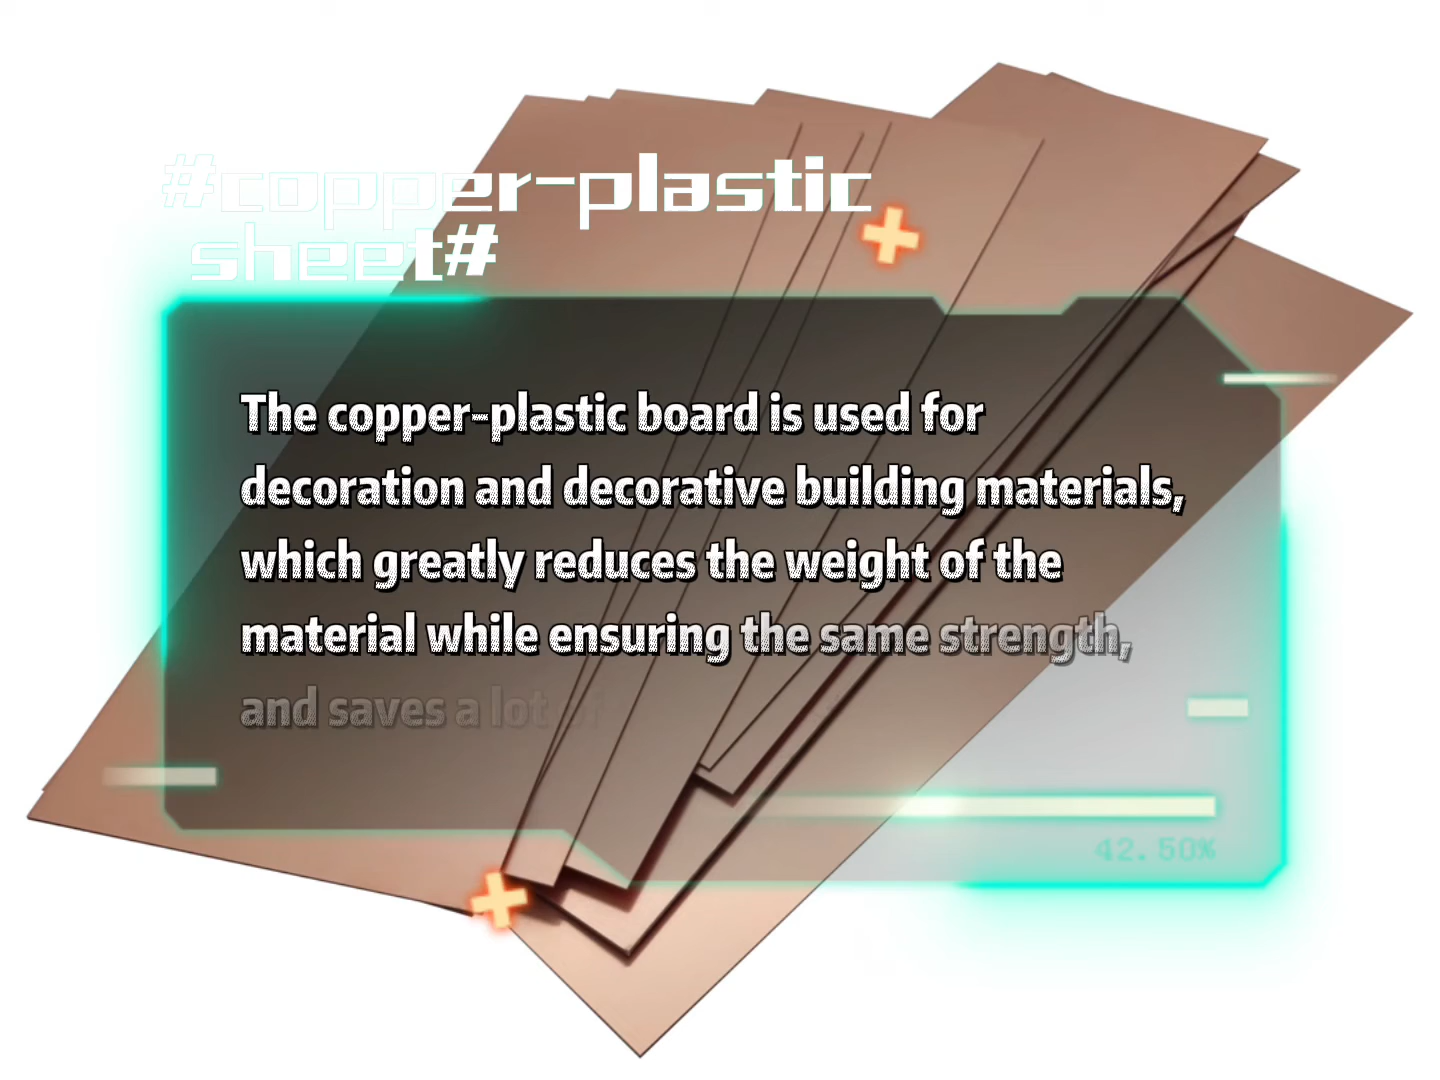 #copper-plastic
sheet#
The copper-plastic board is used for
decoration and decorative building materials,
which greatly reduces the weight of the
material while ensuring the same strength,
and saves a lot of
42.50%